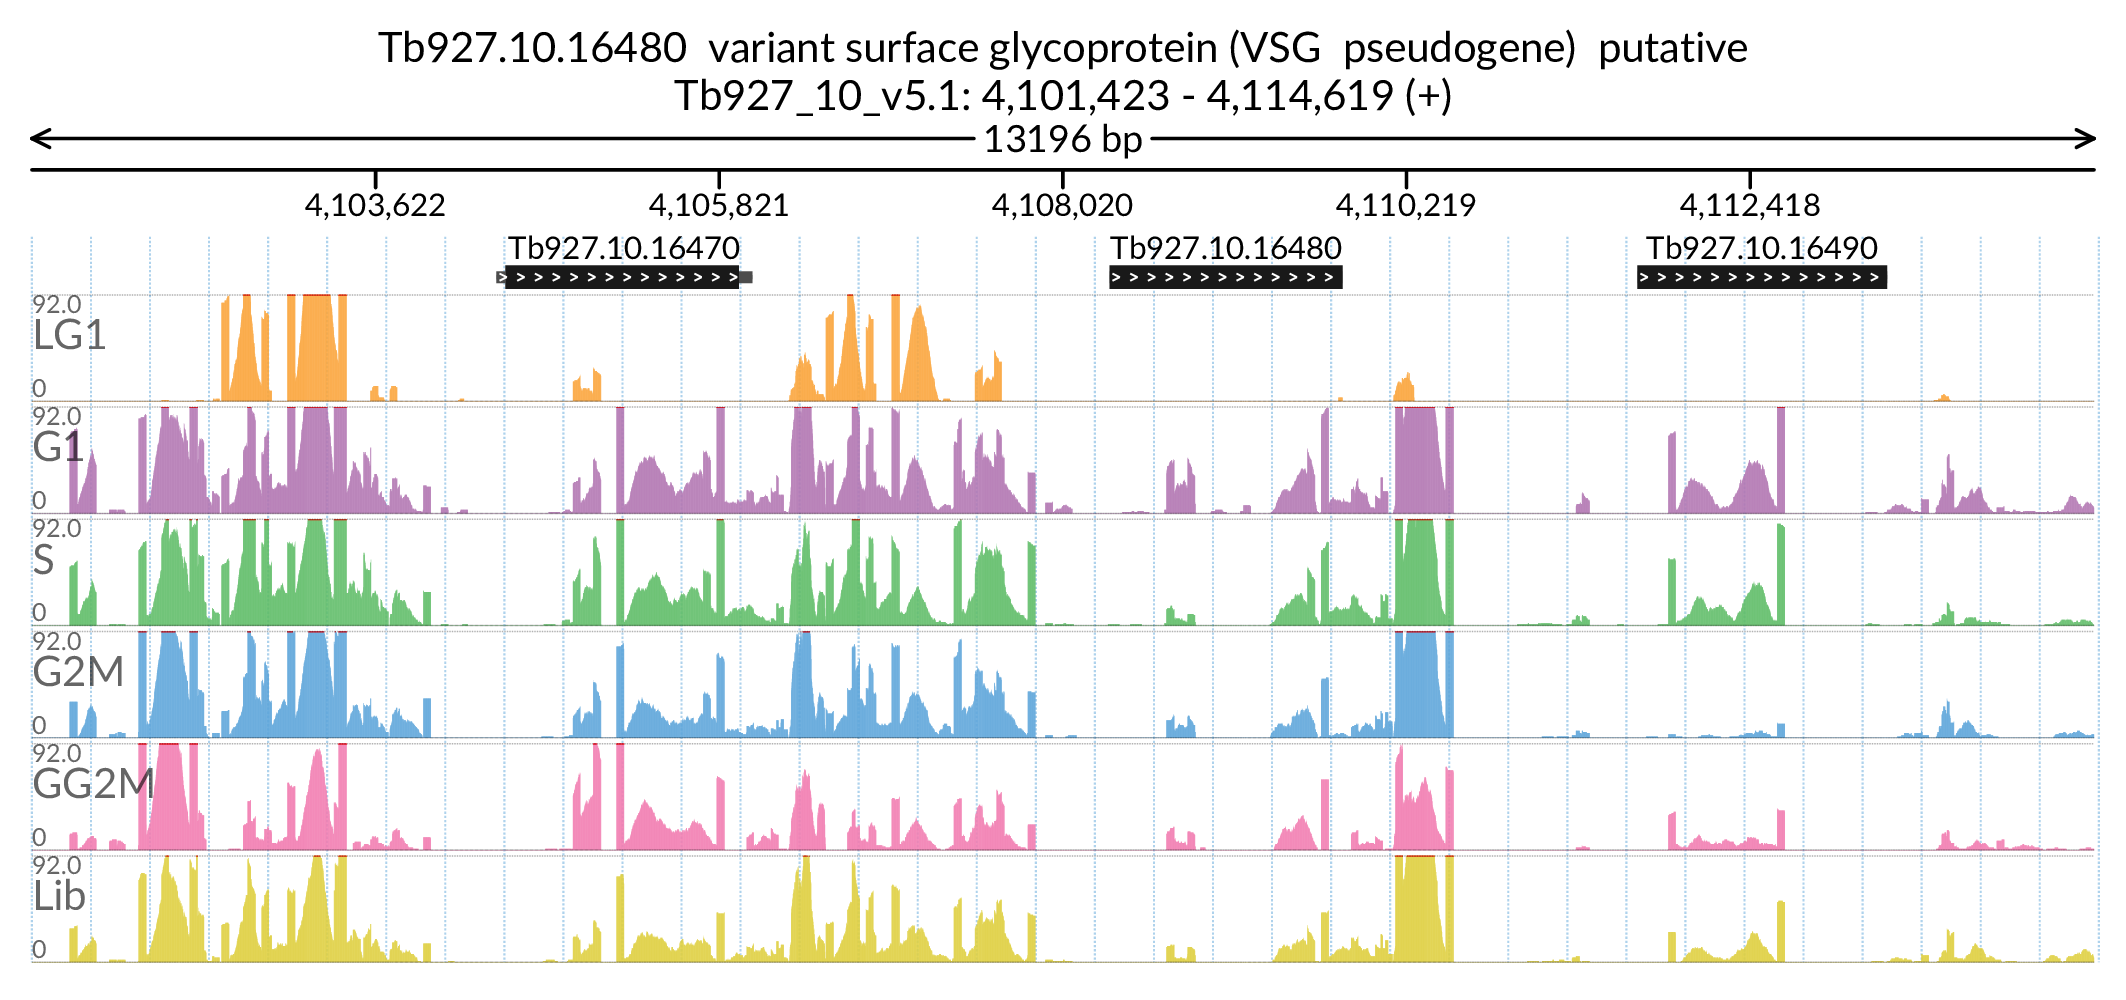 Tb927.10.16480 variant surface glycoprotein (VSG pseudogene) putative
Tb927_10_v5.1: 4,101,423 - 4,114,619 (+)
13196 bp
4,103,622 4,105,821 4,108,020 4,110,219 4,112,418
Tb927.10.16470 Tb927.10.16480 Tb927.10.16490
92.0
LG1
0
92.0
G1
0
92.0
S
0
92.0
G2M
0
92.0
GG2M
0
92.0
Lib
0